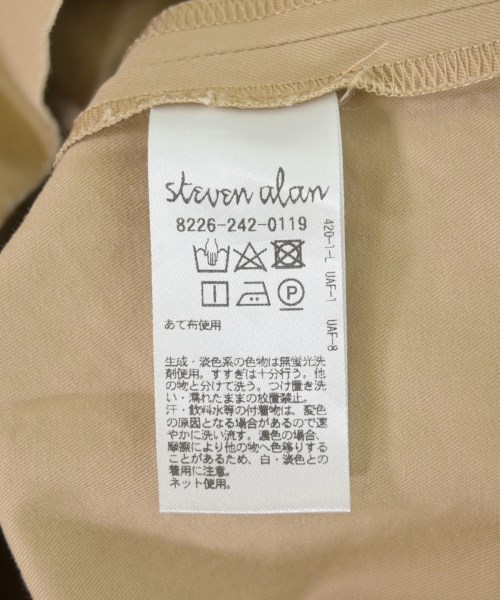 steven alan
8226-242-0119
P
あて布使用
生成・淡色系の色物は無蛍光洗
剤使用。すすぎは十分行う。他
の物と分けて洗う。つけ置き洗
い・濡れたままの放置禁止。
汗・飲料水等の付着物は、変色
の原因となる場合があるので速
やかに洗い流す。濃色の場合、
摩擦により他の物へ色移りする
ことがあるため、白・淡色との
着用に注意。
ネット使用。
420-1-L UAF-1 UAF-8